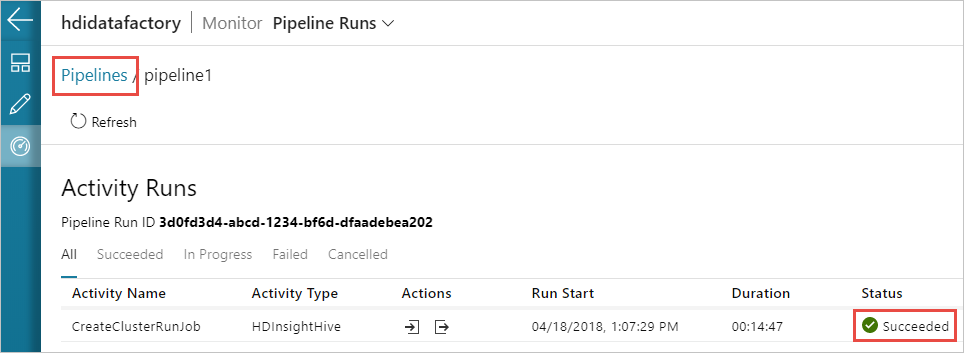 hdidatafactory Monitor Pipeline Runs
Pipelines / pipeline1
Refresh
Activity Runs
Pipeline Run ID 3d0fd3d4-abcd-1234-bf6d-dfaadebea202
All Succeeded In Progress Failed Cancelled
Activity Name Activity Type Actions Run Start Duration Status
CreateClusterRunJob HDInsightHive 04/18/2018, 1:07:29 PM 00:14:47 Succeeded